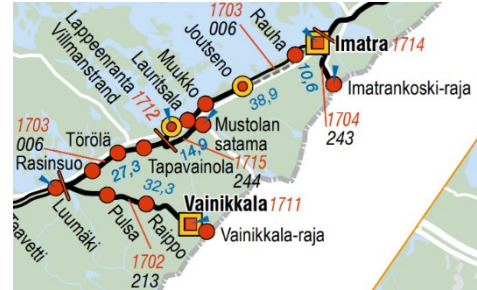 1703
006
Rauha
Imatra 1714
Joutseno
Lappeenranta
Villmanstrand
Muukko
Lauritsala
1712
10,6
Imatrankoski-raja
38,9
1704
243
Mustolan
satama
1703
006
Törölä
Rasinsuo
14,9
Tapavainola
1715
244
27,3
32,3
Vainikkala 1711
Luumäki
Pulsa
Raippo
Vainikkala-raja
Taavetti
1702
213